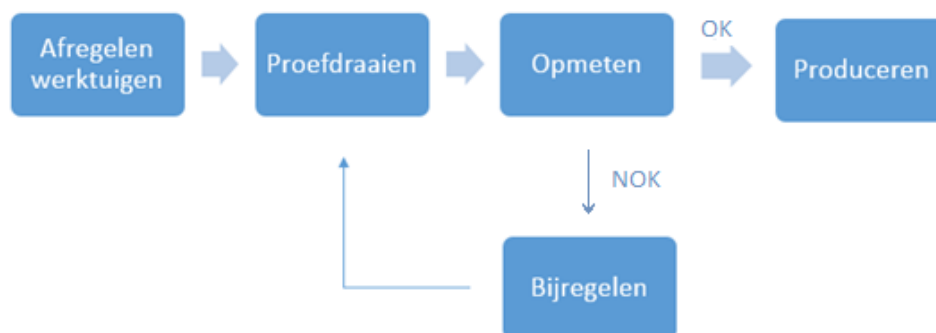 Afregelen
werktuigen
Proefdraaien
Opmeten
OK
Produceren
NOK
Bijregelen